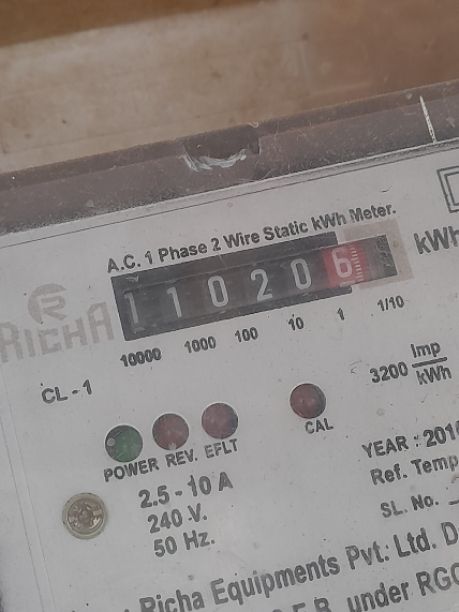 A.C. 1 Phase 2 Wire Static kWh Meter.
1 1 0 2 0 6 kWh
RICHA
10000 1000 100 10 1 1/10
CL - 1
3200 Imp/kWh
CAL
POWER REV. EFLT
YEAR : 201
2.5 - 10 A
Ref. Temp
240 V.
SL. No.
50 Hz.
Richa Equipments Pvt. Ltd. D
under RGG